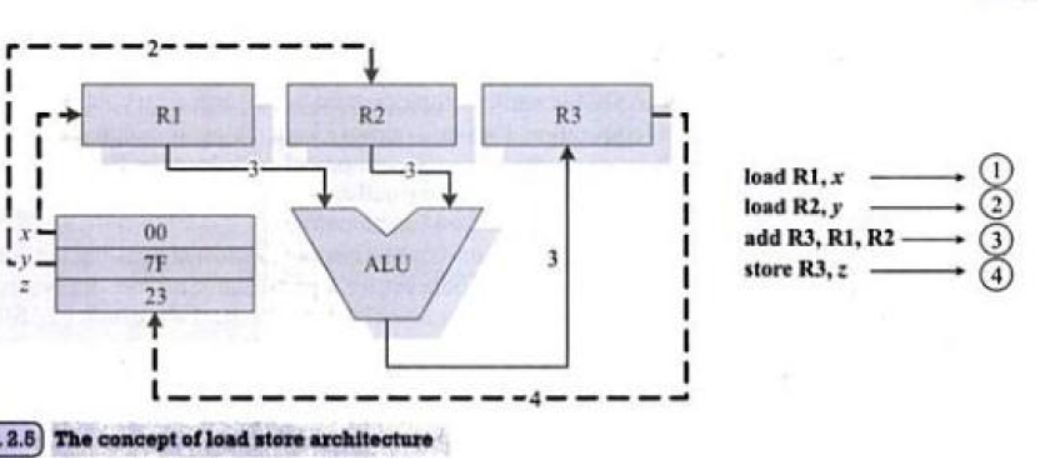 2
R1
R2
R3
3
3
x
00
y
7F
z
23
ALU
3
4
load R1, x
1
load R2, y
2
add R3, R1, R2
3
store R3, z
4
2.5 The concept of load store architecture